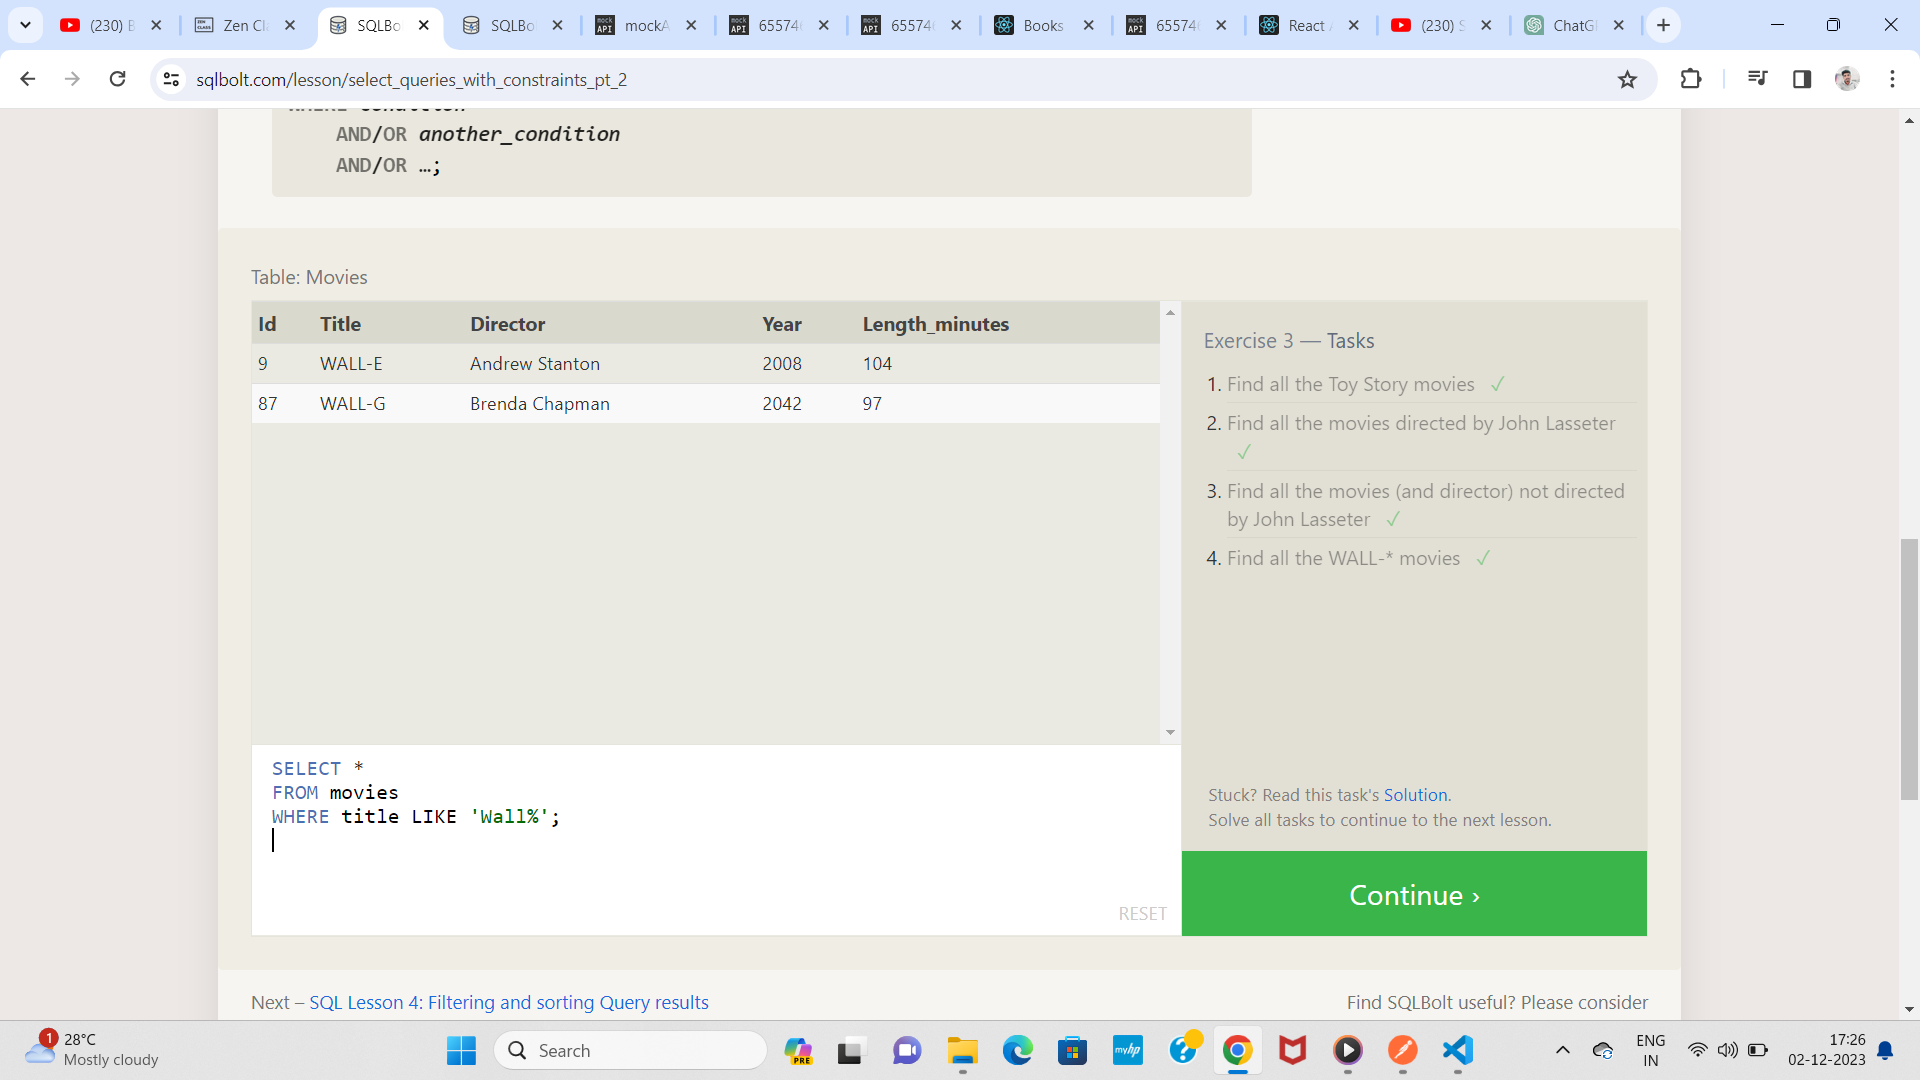 (230) B
Zen Cl
SQLBo
SQLBo
mockA
65574
65574
Books
65574
React
(230) S
ChatG
sqlbolt.com/lesson/select_queries_with_constraints_pt_2
WHERE condition
AND/OR another_condition
AND/OR …;
Table: Movies
Id Title Director Year Length_minutes
9 WALL-E Andrew Stanton 2008 104
87 WALL-G Brenda Chapman 2042 97
Exercise 3 — Tasks
1. Find all the Toy Story movies ✓
2. Find all the movies directed by John Lasseter
✓
3. Find all the movies (and director) not directed
by John Lasseter ✓
4. Find all the WALL-* movies ✓
SELECT *
FROM movies
WHERE title LIKE 'Wall%';
RESET
Stuck? Read this task's Solution.
Solve all tasks to continue to the next lesson.
Continue ›
Next – SQL Lesson 4: Filtering and sorting Query results
Find SQLBolt useful? Please consider
1
28°C
Mostly cloudy
Search
PRE
myhp
ENG
IN
17:26
02-12-2023